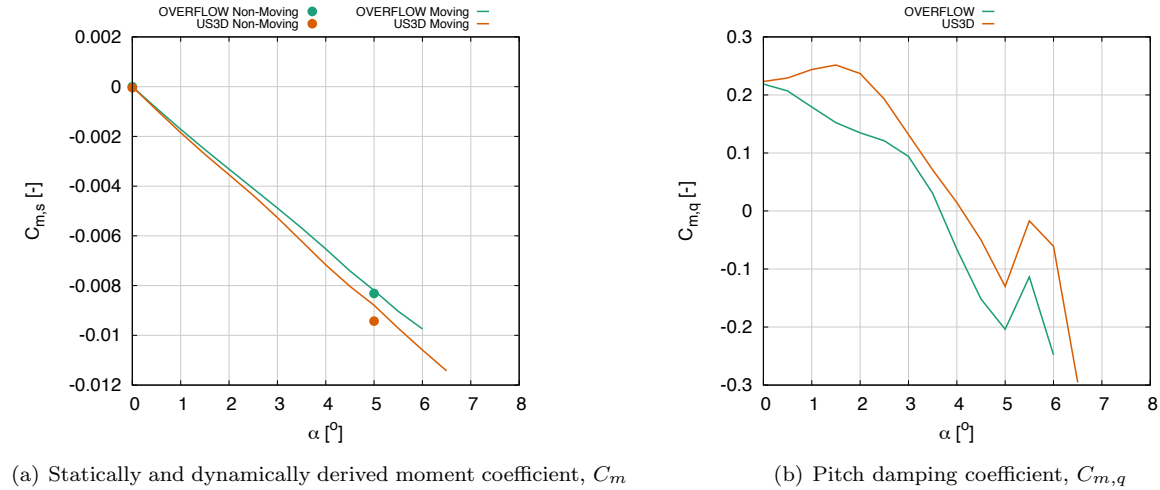 OVERFLOW Non-Moving
US3D Non-Moving
OVERFLOW Moving
US3D Moving
0.002
0
-0.002
-0.004
-0.006
-0.008
-0.01
-0.012
C_{m,s} [-]
0 1 2 3 4 5 6 7 8
α [°]
(a) Statically and dynamically derived moment coefficient, C_m
OVERFLOW
US3D
0.3
0.2
0.1
0
-0.1
-0.2
-0.3
C_{m,q} [-]
0 1 2 3 4 5 6 7 8
α [°]
(b) Pitch damping coefficient, C_{m,q}